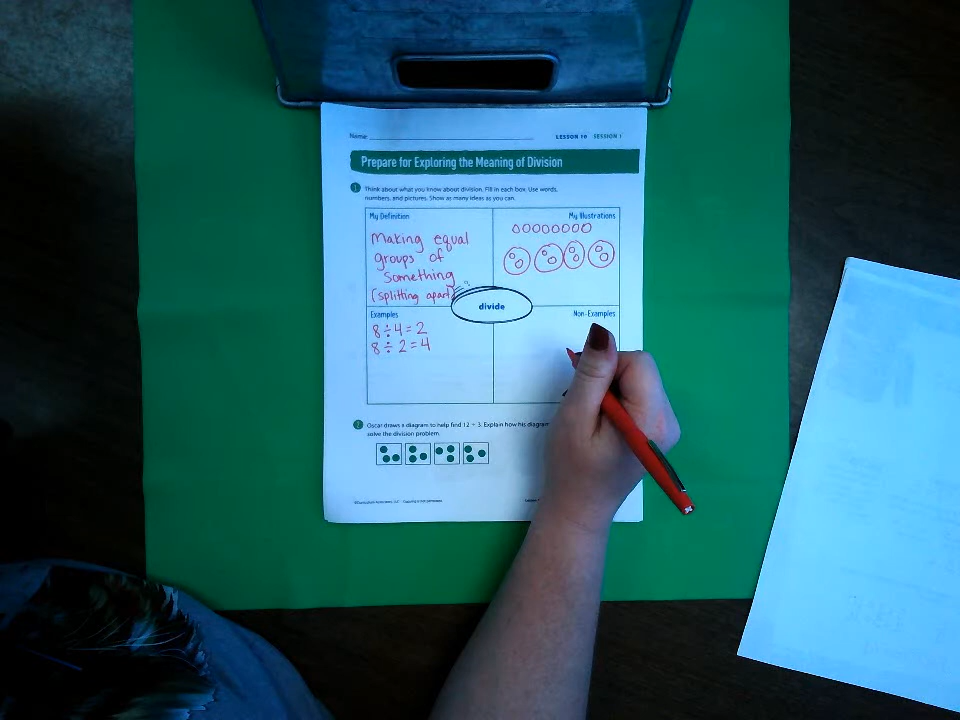 Name: LESSON 10 SESSION 1
Prepare for Exploring the Meaning of Division
1 Think about what you know about division. Fill in each box. Use words,
numbers, and pictures. Show as many ideas as you can.
My Definition
Making equal
groups of
something
(splitting apart)
My Illustrations
divide
Examples
8 ÷ 4 = 2
8 ÷ 2 = 4
Non-Examples
2 Oscar draws a diagram to help find 12 ÷ 3. Explain how his diagram
solve the division problem.